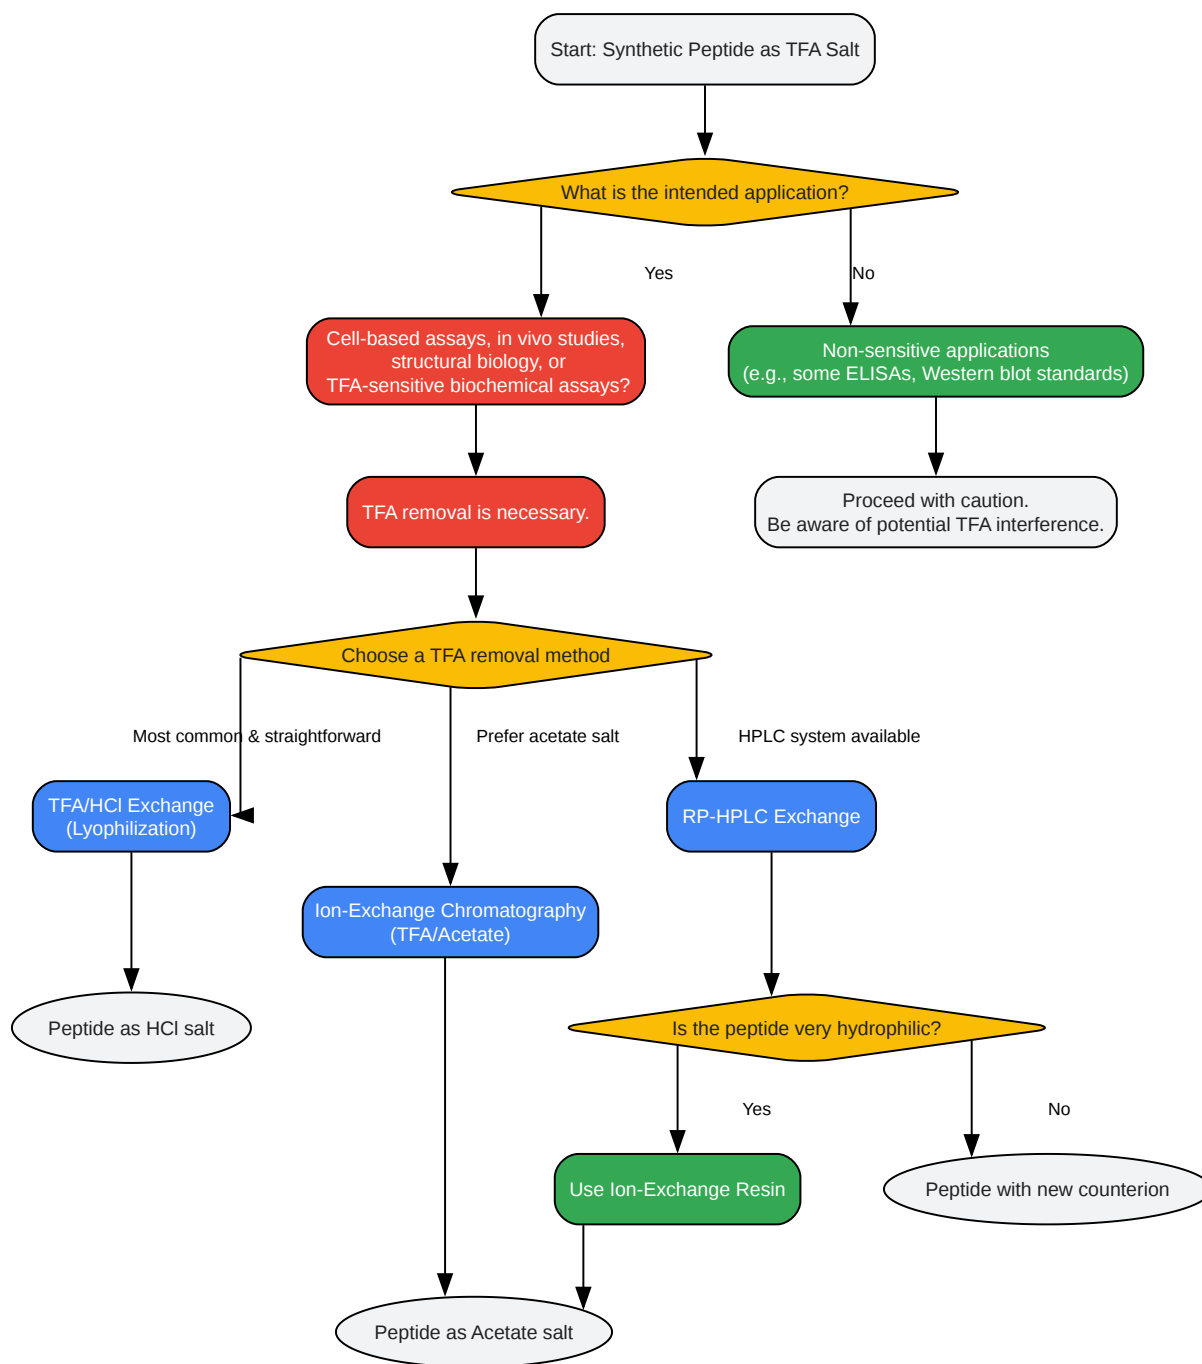 Start: Synthetic Peptide as TFA Salt
What is the intended application?
Yes
No
Cell-based assays, in vivo studies,
structural biology, or
TFA-sensitive biochemical assays?
Non-sensitive applications
(e.g., some ELISAs, Western blot standards)
TFA removal is necessary.
Proceed with caution.
Be aware of potential TFA interference.
Choose a TFA removal method
Most common & straightforward
Prefer acetate salt
HPLC system available
TFA/HCl Exchange
(Lyophilization)
RP-HPLC Exchange
Ion-Exchange Chromatography
(TFA/Acetate)
Peptide as HCl salt
Is the peptide very hydrophilic?
Yes
No
Use Ion-Exchange Resin
Peptide with new counterion
Peptide as Acetate salt